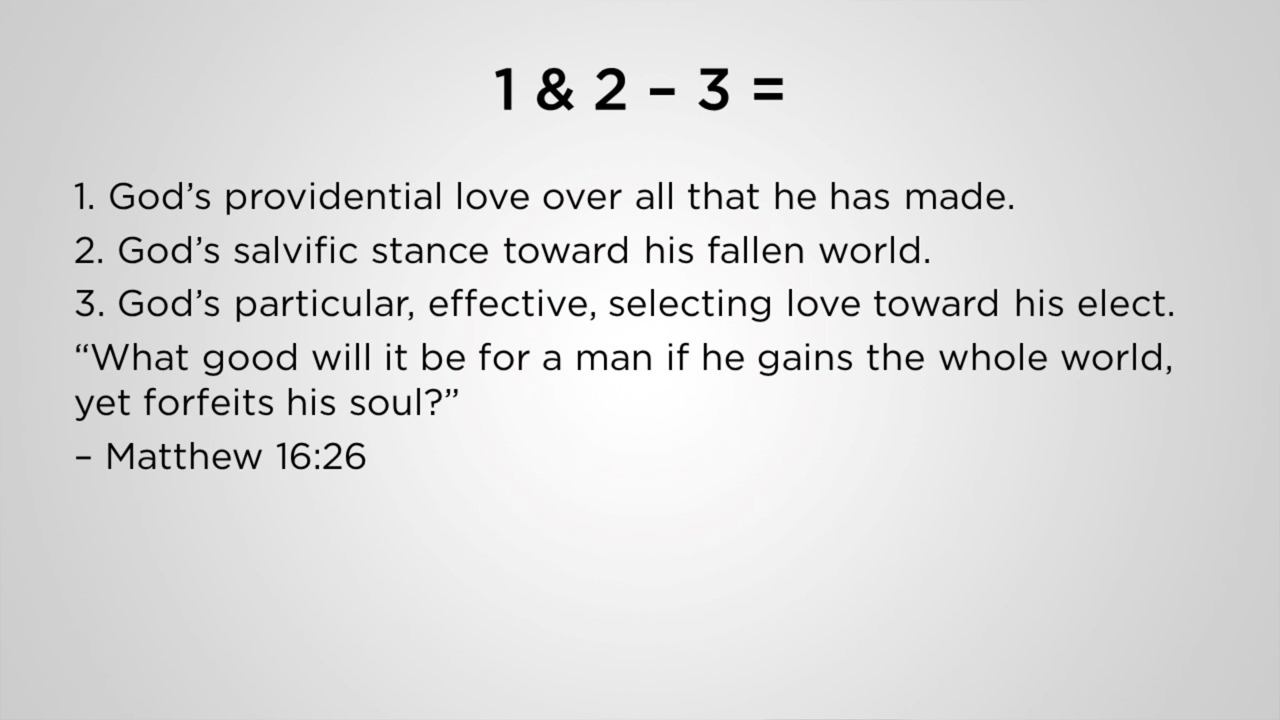 1 & 2 – 3 =
1. God’s providential love over all that he has made.
2. God’s salvific stance toward his fallen world.
3. God’s particular, effective, selecting love toward his elect.
“What good will it be for a man if he gains the whole world,
yet forfeits his soul?”
– Matthew 16:26